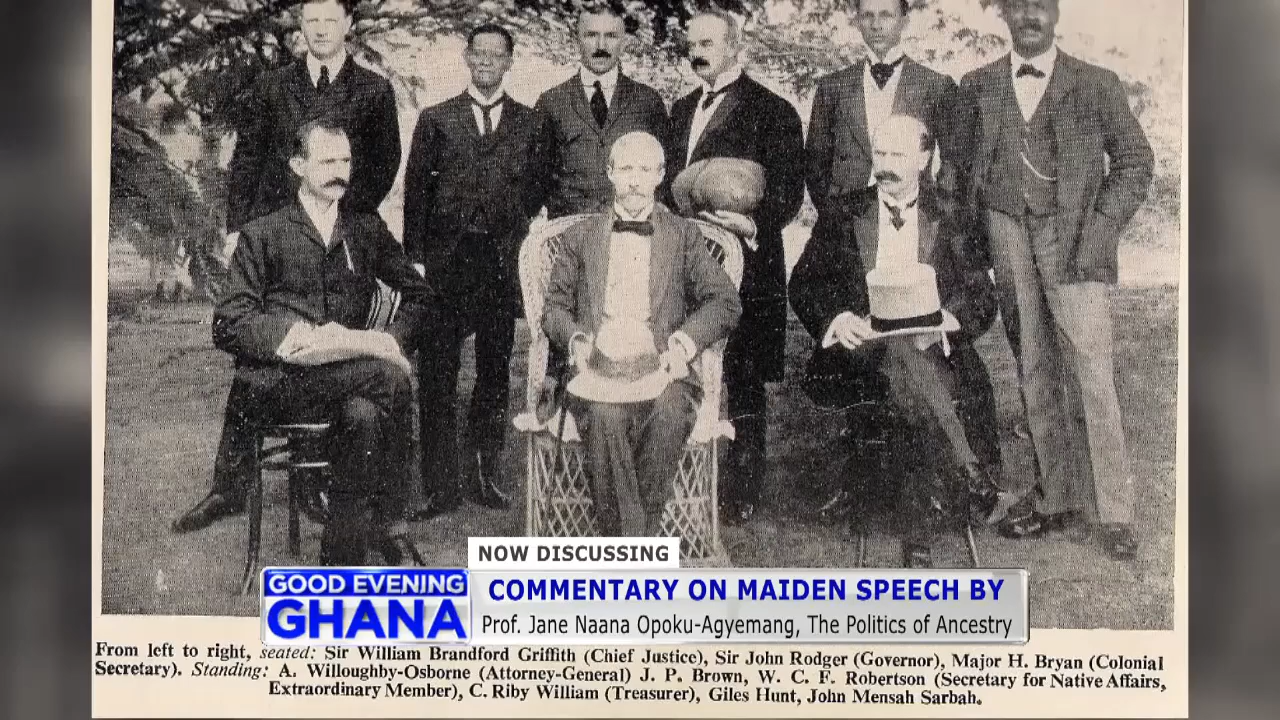 NOW DISCUSSING
GOOD EVENING
GHANA
COMMENTARY ON MAIDEN SPEECH BY
Prof. Jane Naana Opoku-Agyemang, The Politics of Ancestry
From left to right, seated: Sir William Brandford Griffith (Chief Justice), Sir John Rodger (Governor), Major H. Bryan (Colonial
Secretary). Standing: A. Willoughby-Osborne (Attorney-General) J. P. Brown, W. C. F. Robertson (Secretary for Native Affairs,
Extraordinary Member), C. Riby William (Treasurer), Giles Hunt, John Mensah Sarbah.